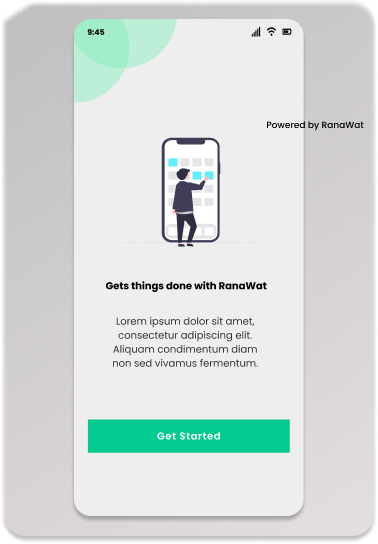 9:45
Powered by RanaWat
Gets things done with RanaWat
Lorem ipsum dolor sit amet,
consectetur adipiscing elit.
Aliquam condimentum diam
non sed vivamus fermentum.
Get Started